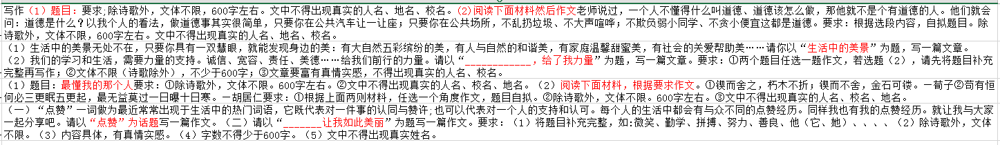 写作（1）题目：要求;除诗歌外，文体不限，600字左右。文中不得出现真实的人名、地名、校名。(2)阅读下面材料然后作文老师说过，一个人不懂得什么叫道德、道德该怎么做，那他就不是个有道德的人。他们就会
问：道德是什么？以我个人的看法，做道德事其实很简单，只要你在公共汽车让一让座；只要你在公共场所，不乱扔垃圾、不大声喧哗；不欺负弱小同学、不贪小便宜这都是道德。要求：根据选段内容，自拟题目。除
诗歌外，文体不限，600字左右。文中不得出现真实的人名、地名、校名。
（1）生活中的美景无处不在，只要你具有一双慧眼，就能发现身边的美：有大自然五彩缤纷的美，有人与自然的和谐美，有家庭温馨甜蜜美，有社会的关爱帮助美……请你以“生活中的美景”为题，写一篇文章。
（2）我们的学习和生活，需要力量的支持。诚信、宽容、责任、美德……给我们前行的力量。请以“____________，给了我力量”为题，写一篇文章。要求：①两个题目任选一题作文，若选题（2），请先将题目补充
完整再写作；②文体不限（诗歌除外），不少于600字；③文章要富有真情实感，不得出现真实的人名、校名。
（1）题目：最懂我的那个人要求：①除诗歌外，文体不限。600字左右。②文中不得出现真实的人名、校名、地名。（2）阅读下面材料，根据要求作文。①锲而舍之，朽木不折；锲而不舍，金石可镂。－荀子②苟有恒
何必三更眠五更起，最无益莫过一日曝十日寒。－胡居仁要求：①根据上面两则材料，任选一个角度作文，题目自拟。②除诗歌外，文体不限。600字左右。③文中不得出现真实的人名、校名、地名。
（一）“点赞”一词做为最近常常出现于生活中的热门词语，它既代表对一件事的认同与赞许;也可以代表对一个人的支持和认可。每个人的生活中都会有与众不同的点赞经历。同样我也有我的点赞经历。就让我与大家
一起分享吧。请以“点赞”为话题写一篇作文。（二）请以“_______让我如此美丽”为题写一篇作文。要求：（1）将题目补充完整，如:微笑、勤学、拼搏、努力、善良、他（它、她）、、、、（2）除诗歌外，文体
不限。（3）内容具体，有真情实感。（4）字数不得少于600字。（5）文中不得出现真实姓名。